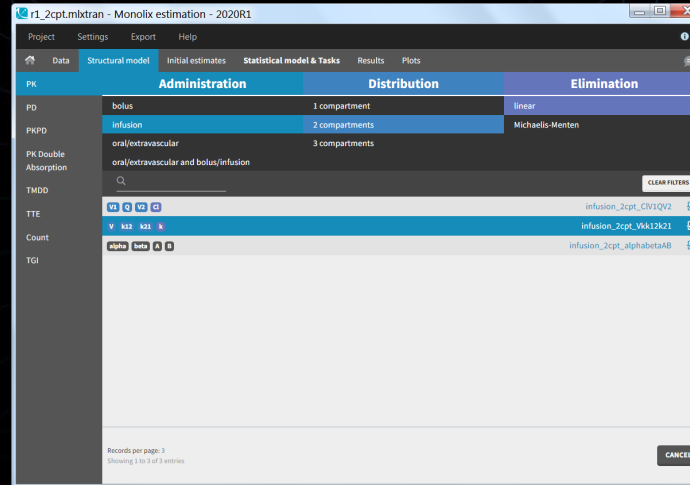 r1_2cpt.mlxtran - Monolix estimation - 2020R1
Project Settings Export Help
Data Structural model Initial estimates Statistical model & Tasks Results Plots
PK Administration Distribution Elimination
PD bolus 1 compartment linear
PKPD infusion 2 compartments Michaelis-Menten
PK Double Absorption oral/extravascular 3 compartments
oral/extravascular and bolus/infusion
TMDD CLEAR FILTERS
TTE V1 Q V2 Cl infusion_2cpt_ClV1QV2
V k12 k21 k infusion_2cpt_Vkk12k21
Count alpha beta A B infusion_2cpt_alphabetaAB
TGI
Records per page: 3
Showing 1 to 3 of 3 entries
CANCEL